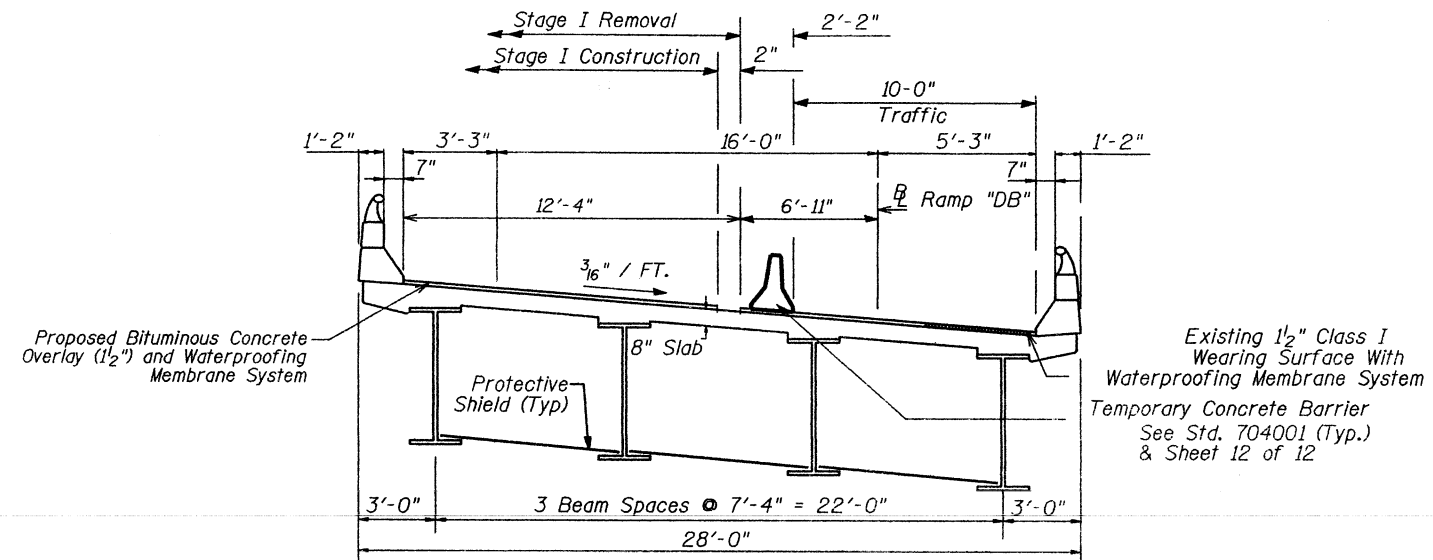 Stage I Removal
2'-2"
Stage I Construction
2"
10-0"
Traffic
1'-2"
3'-3"
16'-0"
5'-3"
1'-2"
7"
7"
12'-4"
6'-11"
℄ Ramp "DB"
3/16" / FT.
Proposed Bituminous Concrete
Overlay (1½") and Waterproofing
Membrane System
8" Slab
Existing 1½" Class I
Wearing Surface With
Waterproofing Membrane System
Protective
Shield (Typ)
Temporary Concrete Barrier
See Std. 704001 (Typ.)
& Sheet 12 of 12
3'-0"
3 Beam Spaces @ 7'-4" = 22'-0"
3'-0"
28'-0"